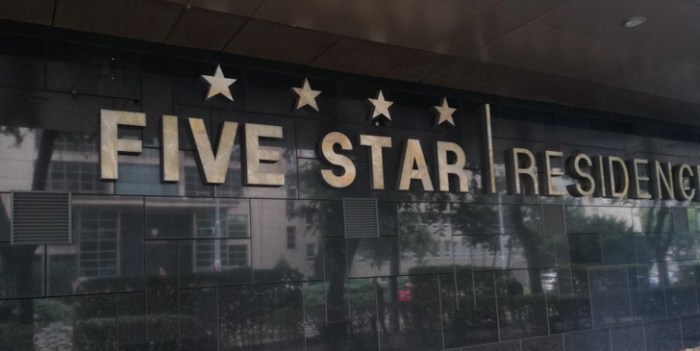 FIVE STAR | RESIDENC